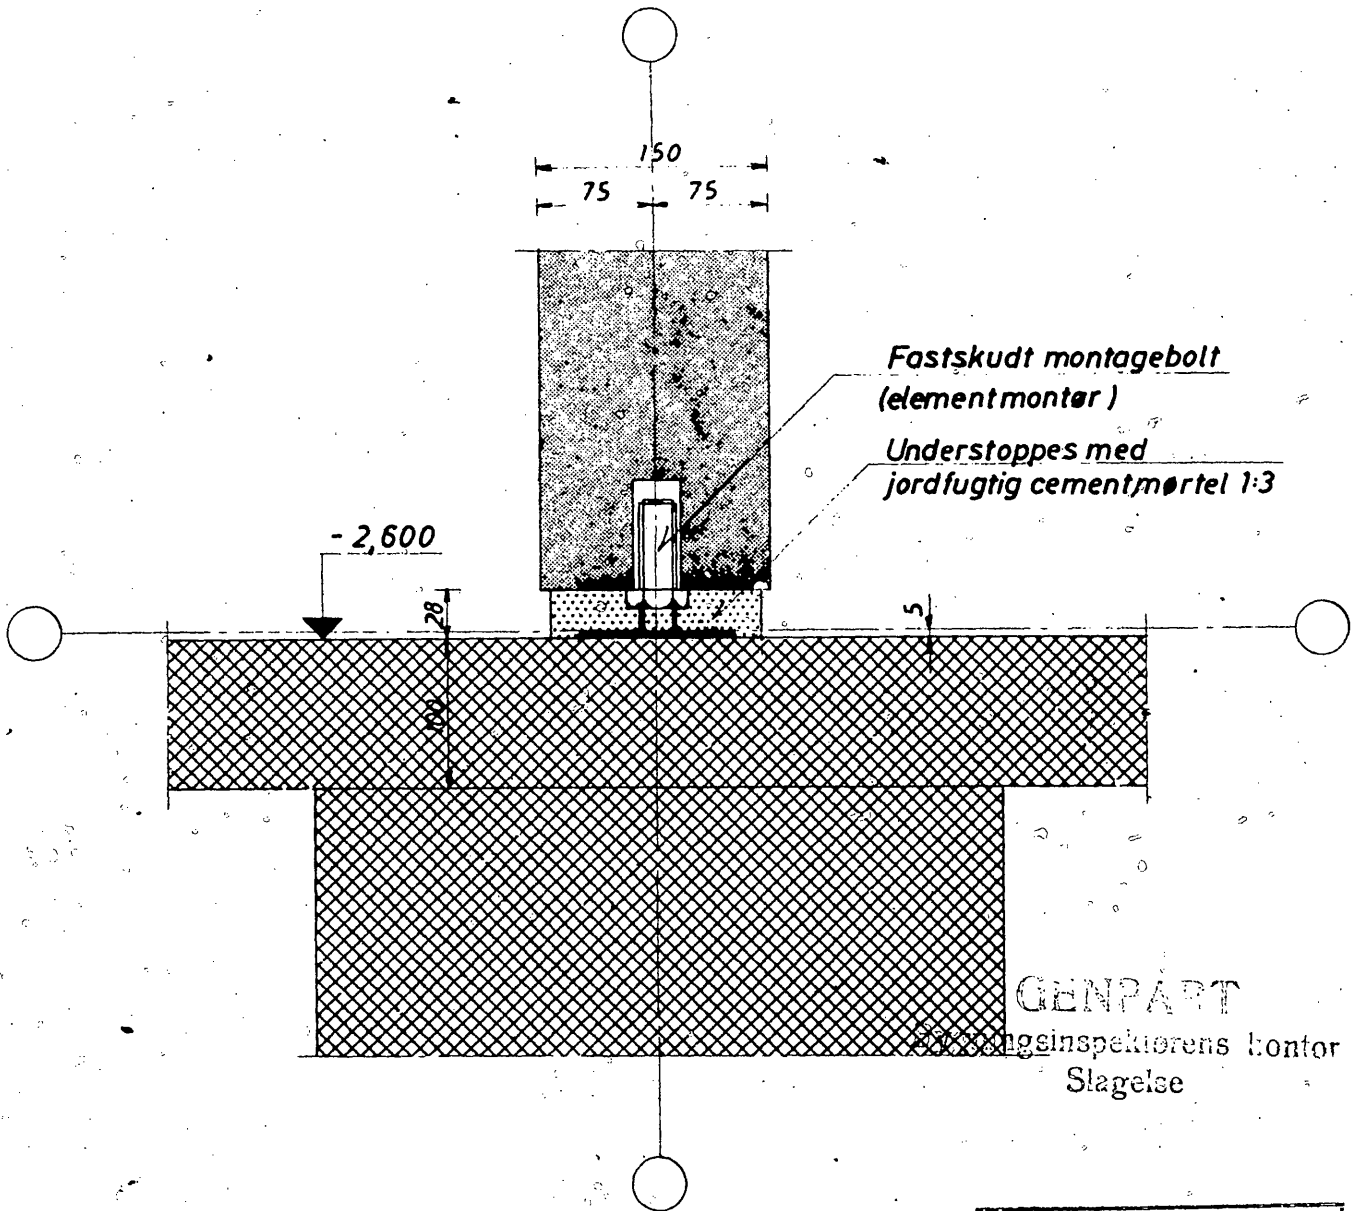 150
75 75
Fastskudt montagebolt
(elementmontør)
Understoppes med
jordfugtig cementmørtel 1:3
- 2,600
28
5
100
GENPART
Bygningsinspektørens kontor
Slagelse